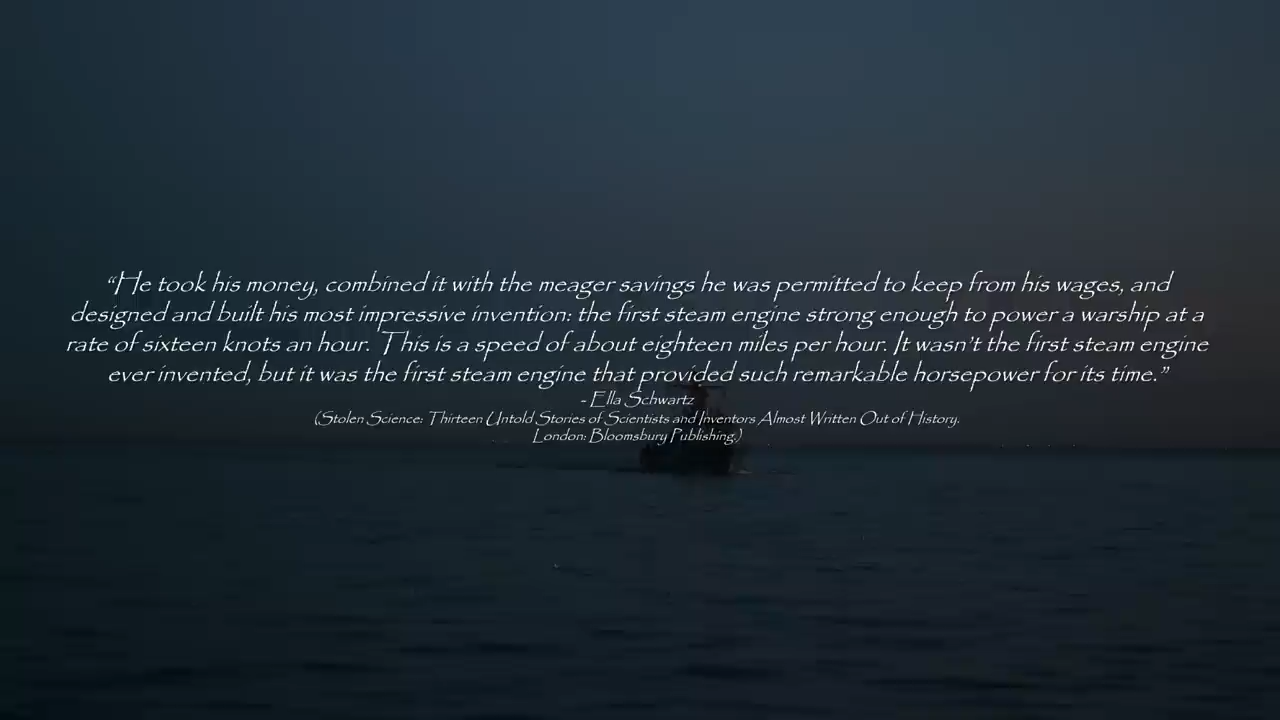 “He took his money, combined it with the meager savings he was permitted to keep from his wages, and
designed and built his most impressive invention: the first steam engine strong enough to power a warship at a
rate of sixteen knots an hour. This is a speed of about eighteen miles per hour. It wasn’t the first steam engine
ever invented, but it was the first steam engine that provided such remarkable horsepower for its time.”
- Ella Schwartz
(Stolen Science: Thirteen Untold Stories of Scientists and Inventors Almost Written Out of History.
London: Bloomsbury Publishing.)